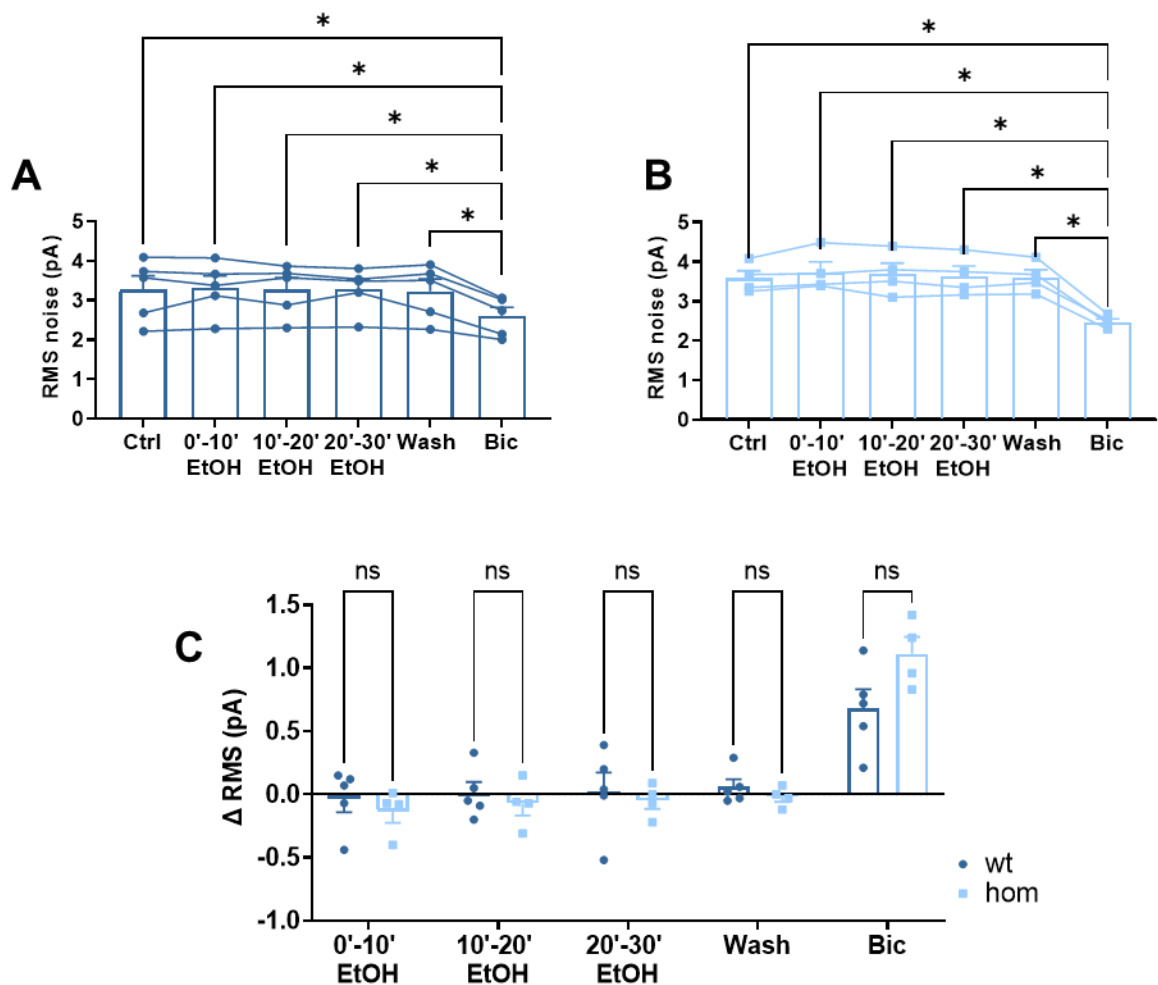 *
*
*
*
*
A
RMS noise (pA)
5
4
3
2
1
0
Ctrl 0'-10' 10'-20' 20'-30' Wash Bic
EtOH EtOH EtOH
*
*
*
*
*
B
RMS noise (pA)
5
4
3
2
1
0
Ctrl 0'-10' 10'-20' 20'-30' Wash Bic
EtOH EtOH EtOH
C
ns ns ns ns ns
Δ RMS (pA)
1.5
1.0
0.5
0.0
-0.5
-1.0
0'-10' 10'-20' 20'-30' Wash Bic
EtOH EtOH EtOH
wt
hom